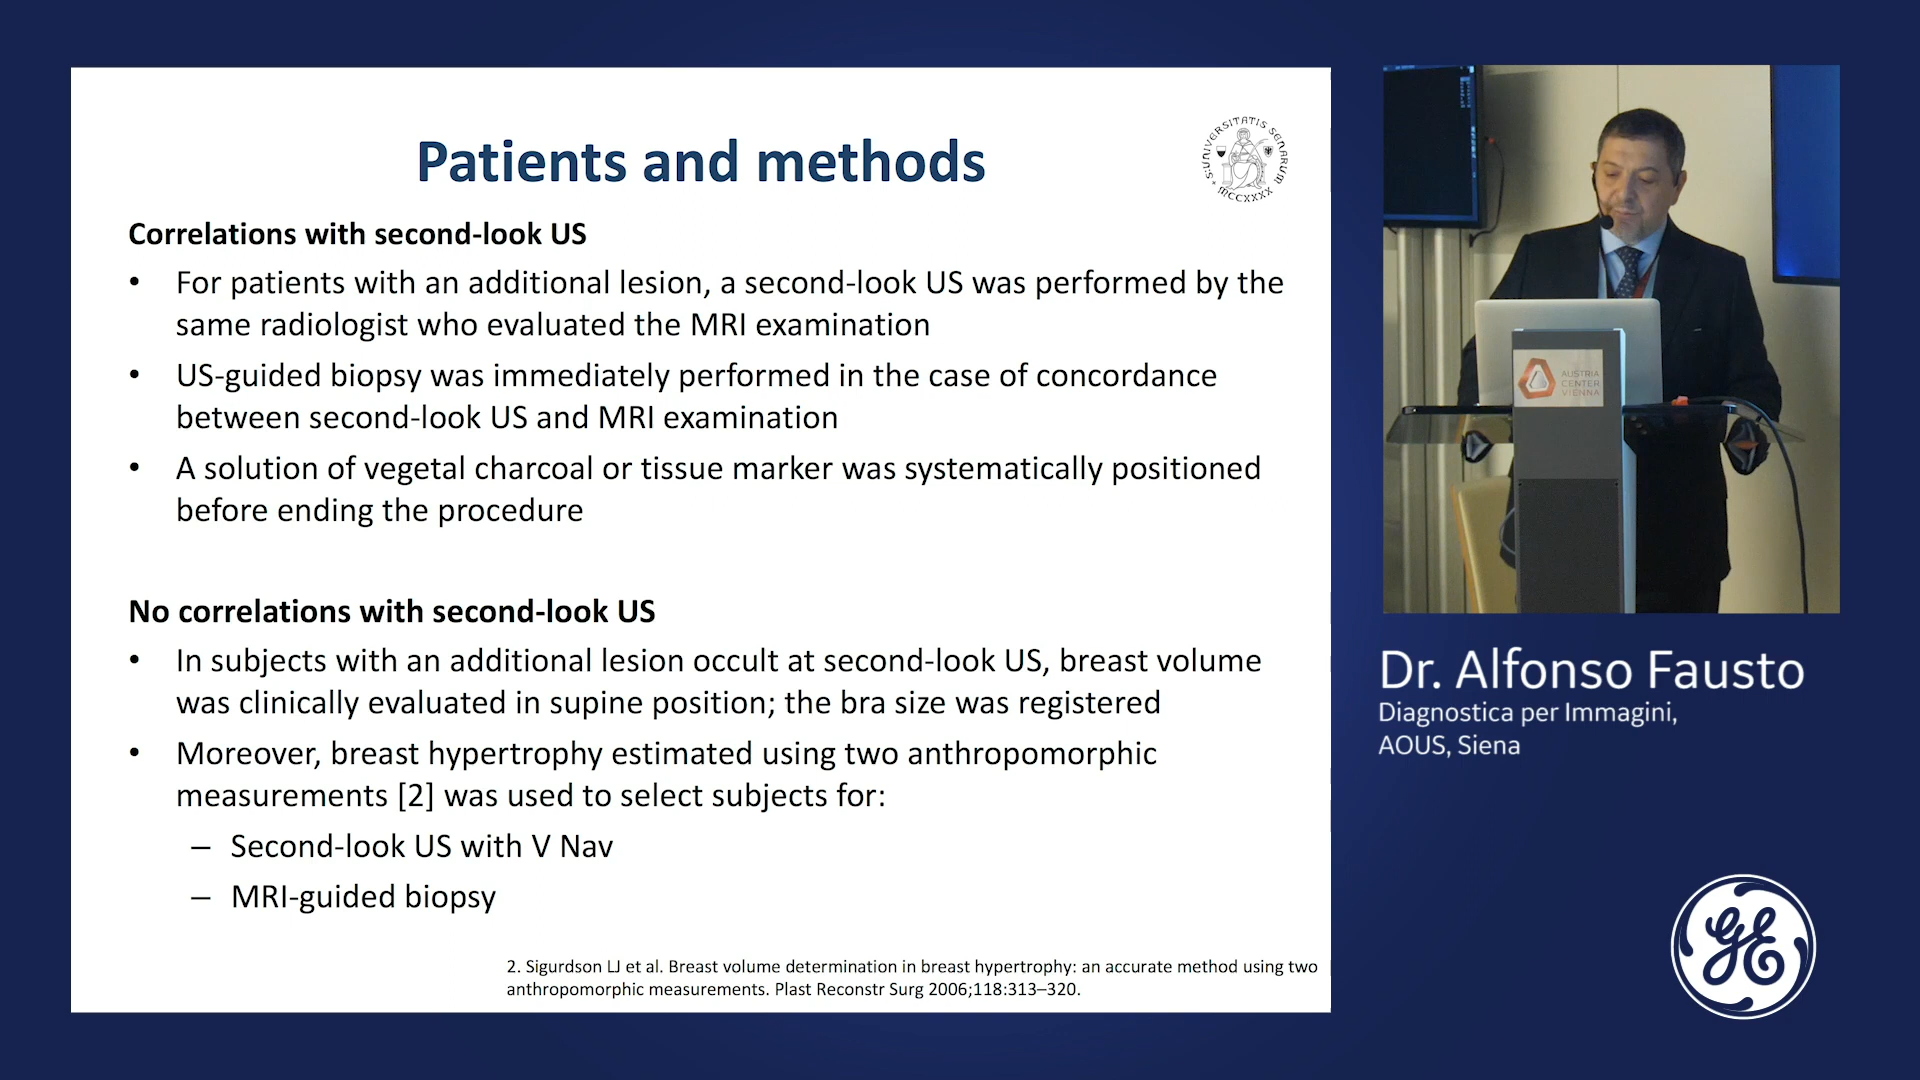 Patients and methods
S·UNIVERSITATIS SENARUM
MCCXXXX
Correlations with second-look US
• For patients with an additional lesion, a second-look US was performed by the
same radiologist who evaluated the MRI examination
• US-guided biopsy was immediately performed in the case of concordance
between second-look US and MRI examination
• A solution of vegetal charcoal or tissue marker was systematically positioned
before ending the procedure
No correlations with second-look US
• In subjects with an additional lesion occult at second-look US, breast volume
was clinically evaluated in supine position; the bra size was registered
• Moreover, breast hypertrophy estimated using two anthropomorphic
measurements [2] was used to select subjects for:
– Second-look US with V Nav
– MRI-guided biopsy
2. Sigurdson LJ et al. Breast volume determination in breast hypertrophy: an accurate method using two
anthropomorphic measurements. Plast Reconstr Surg 2006;118:313–320.
AUSTRIA
CENTER
VIENNA
Dr. Alfonso Fausto
Diagnostica per Immagini,
AOUS, Siena
GE